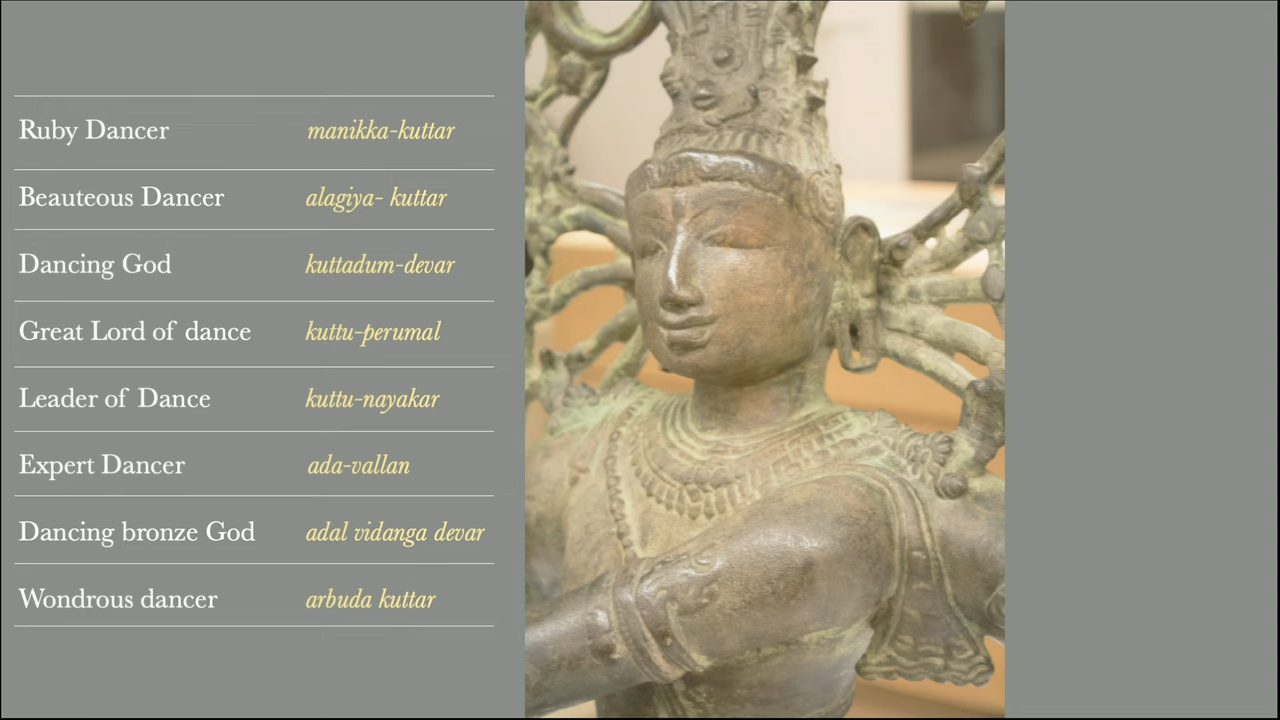 Ruby Dancer manikka-kuttar
Beauteous Dancer alagiya- kuttar
Dancing God kuttadum-devar
Great Lord of dance kuttu-perumal
Leader of Dance kuttu-nayakar
Expert Dancer ada-vallan
Dancing bronze God adal vidanga devar
Wondrous dancer arbuda kuttar